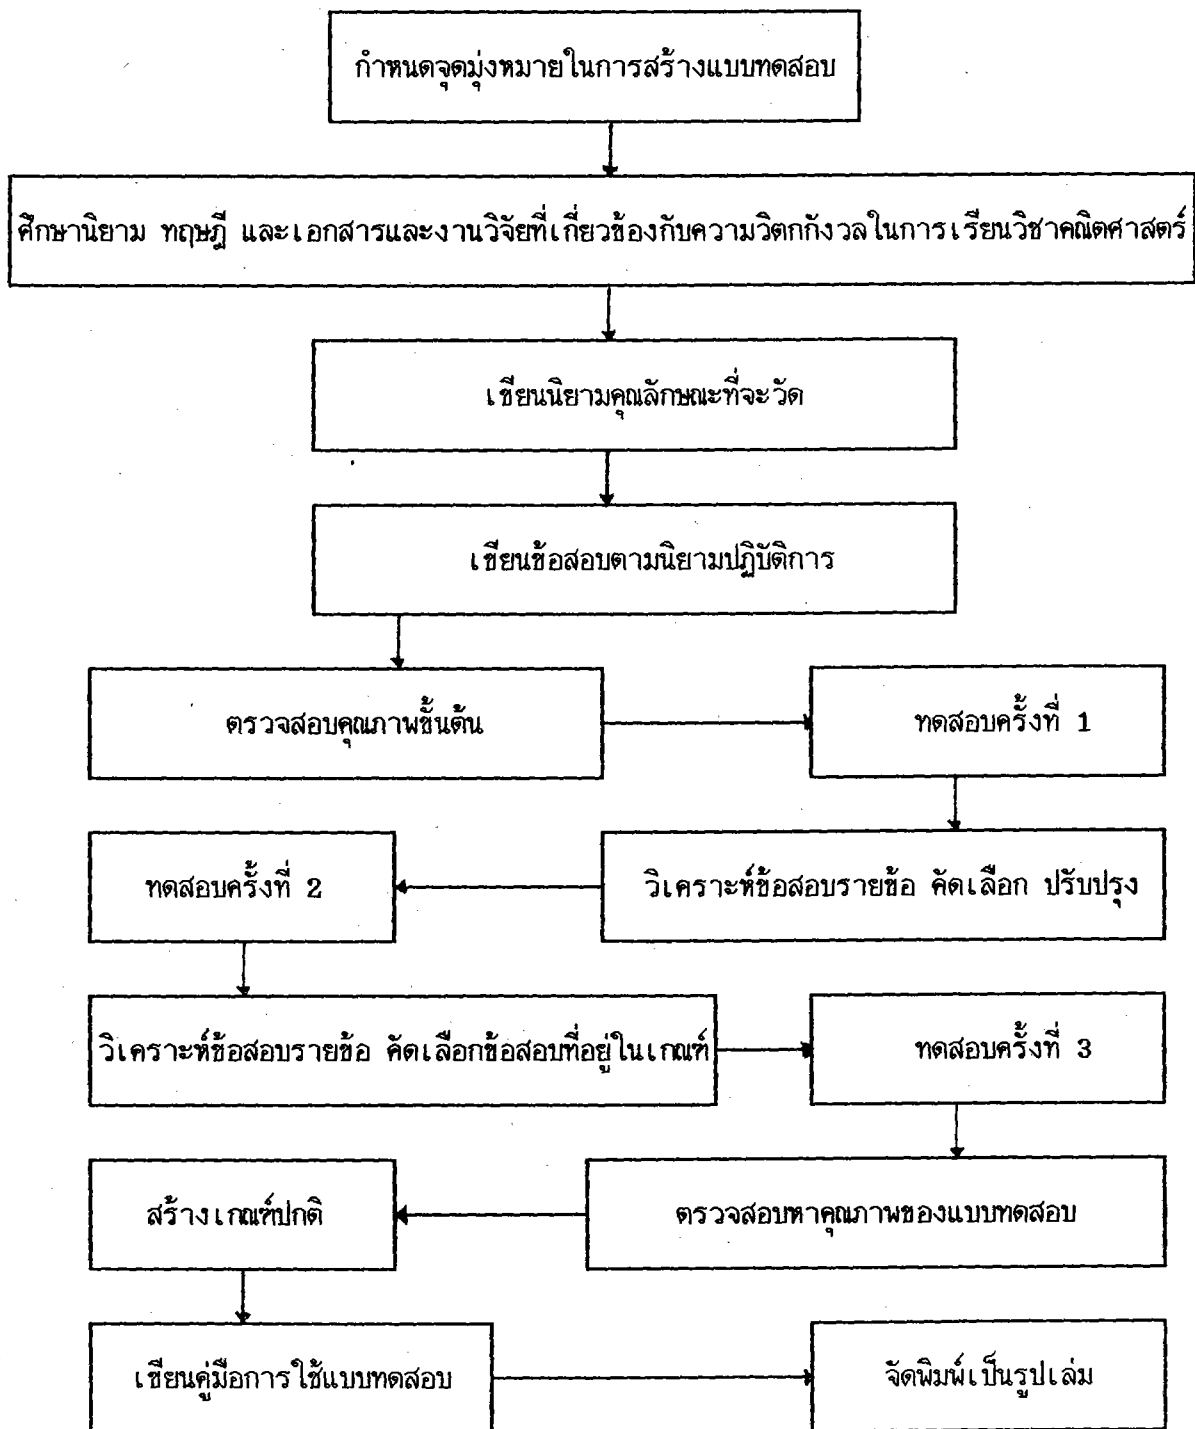 กำหนดจุดมุ่งหมายในการสร้างแบบทดสอบ
ศึกษานิยาม ทฤษฎี และเอกสารและงานวิจัยที่เกี่ยวข้องกับความวิตกกังวลในการเรียนวิชาคณิตศาสตร์
เขียนนิยามคุณลักษณะที่จะวัด
เขียนข้อสอบตามนิยามปฏิบัติการ
ตรวจสอบคุณภาพขั้นต้น
ทดสอบครั้งที่ 1
วิเคราะห์ข้อสอบรายข้อ คัดเลือก ปรับปรุง
ทดสอบครั้งที่ 2
วิเคราะห์ข้อสอบรายข้อ คัดเลือกข้อสอบที่อยู่ในเกณฑ์
ทดสอบครั้งที่ 3
ตรวจสอบหาคุณภาพของแบบทดสอบ
สร้างเกณฑ์ปกติ
เขียนคู่มือการใช้แบบทดสอบ
จัดพิมพ์เป็นรูปเล่ม